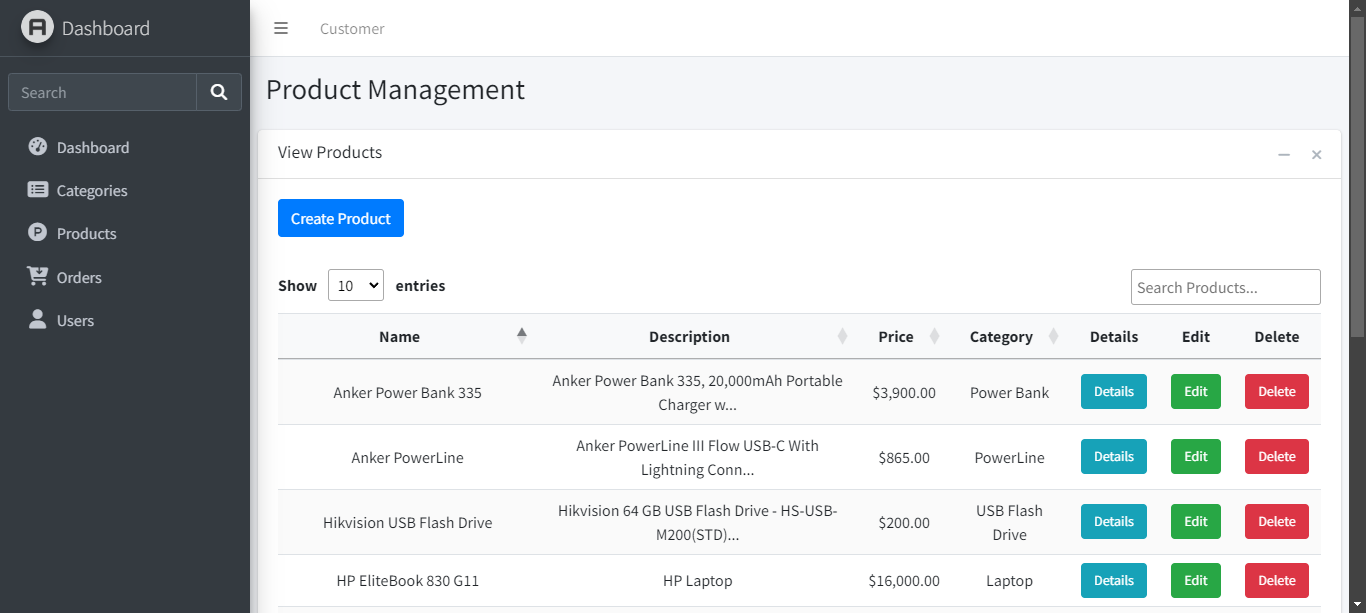 Dashboard
Customer
Search
Dashboard
Categories
Products
Orders
Users
Product Management
View Products
Create Product
Show 10 entries
Search Products...
Name Description Price Category Details Edit Delete
Anker Power Bank 335 Anker Power Bank 335, 20,000mAh Portable Charger w... $3,900.00 Power Bank Details Edit Delete
Anker PowerLine Anker PowerLine III Flow USB-C With Lightning Conn... $865.00 PowerLine Details Edit Delete
Hikvision USB Flash Drive Hikvision 64 GB USB Flash Drive - HS-USB-M200(STD)... $200.00 USB Flash Drive Details Edit Delete
HP EliteBook 830 G11 HP Laptop $16,000.00 Laptop Details Edit Delete